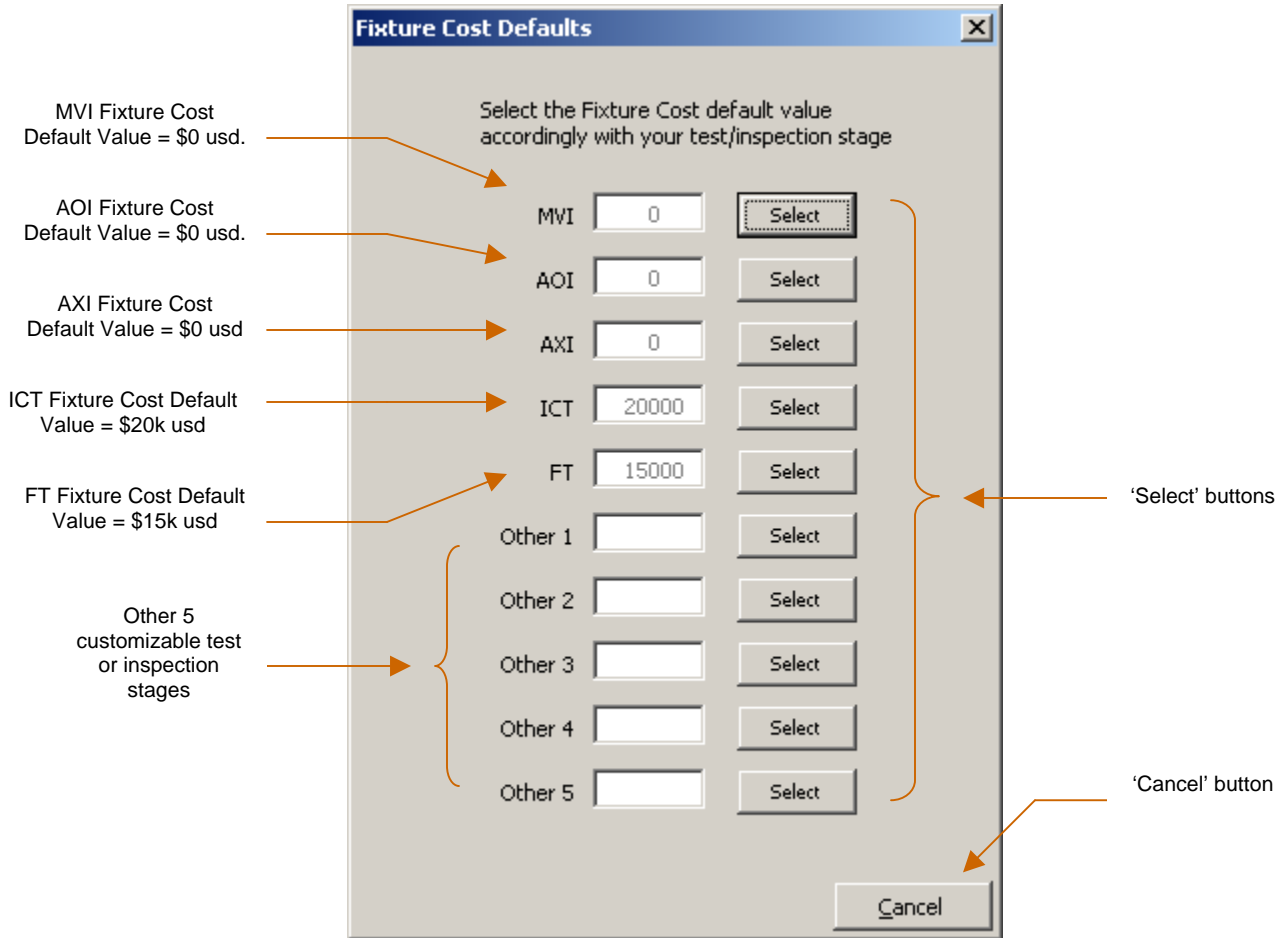 Fixture Cost Defaults
Select the Fixture Cost default value
accordingly with your test/inspection stage
MVI Fixture Cost
Default Value = $0 usd.
MVI 0 Select
AOI Fixture Cost
Default Value = $0 usd.
AOI 0 Select
AXI Fixture Cost
Default Value = $0 usd
AXI 0 Select
ICT Fixture Cost Default
Value = $20k usd
ICT 20000 Select
FT Fixture Cost Default
Value = $15k usd
FT 15000 Select
‘Select’ buttons
Other 1 Select
Other 2 Select
Other 5
customizable test
or inspection
stages
Other 3 Select
Other 4 Select
Other 5 Select
‘Cancel’ button
Cancel